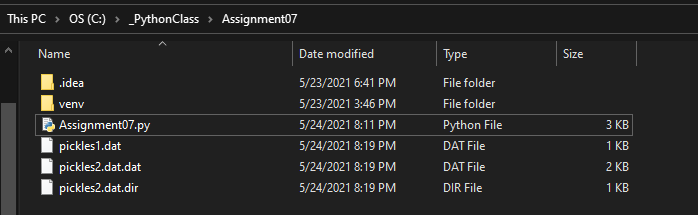 This PC > OS (C:) > _PythonClass > Assignment07
Name Date modified Type Size
.idea 5/23/2021 6:41 PM File folder
venv 5/23/2021 3:46 PM File folder
Assignment07.py 5/24/2021 8:11 PM Python File 3 KB
pickles1.dat 5/24/2021 8:19 PM DAT File 1 KB
pickles2.dat.dat 5/24/2021 8:19 PM DAT File 2 KB
pickles2.dat.dir 5/24/2021 8:19 PM DIR File 1 KB